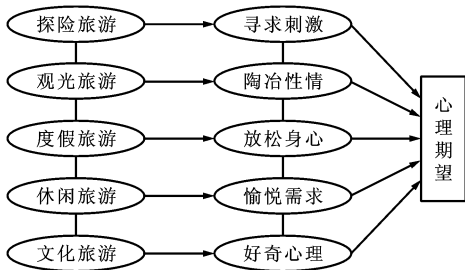 探险旅游 寻求刺激
观光旅游 陶冶性情
度假旅游 放松身心
休闲旅游 愉悦需求
文化旅游 好奇心理
心理期望